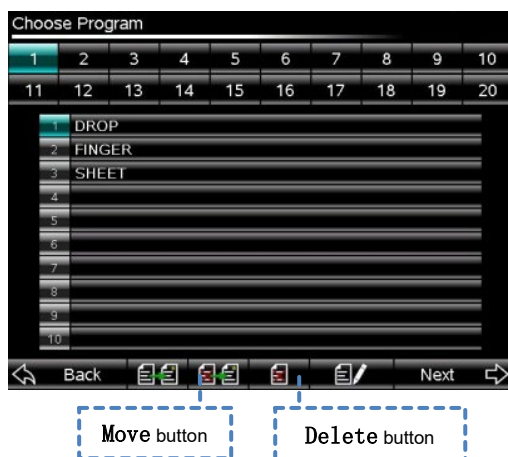 Choose Program
1 2 3 4 5 6 7 8 9 10
11 12 13 14 15 16 17 18 19 20
1 DROP
2 FINGER
3 SHEET
4
5
6
7
8
9
10
Back Next
Move button Delete button